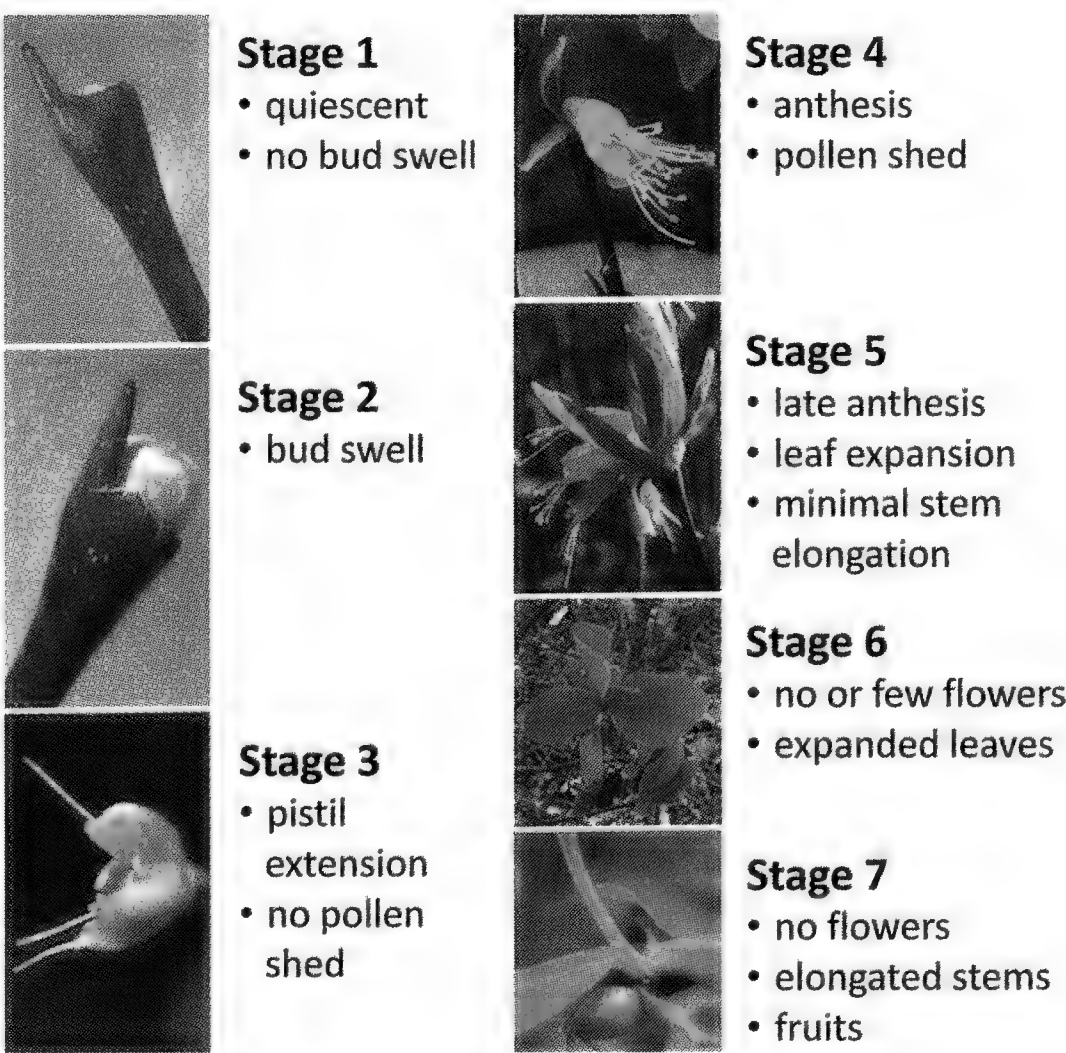 Stage 1
• quiescent
• no bud swell
Stage 2
• bud swell
Stage 3
• pistil
extension
• no pollen
shed
Stage 4
• anthesis
• pollen shed
Stage 5
• late anthesis
• leaf expansion
• minimal stem
elongation
Stage 6
• no or few flowers
• expanded leaves
Stage 7
• no flowers
• elongated stems
• fruits